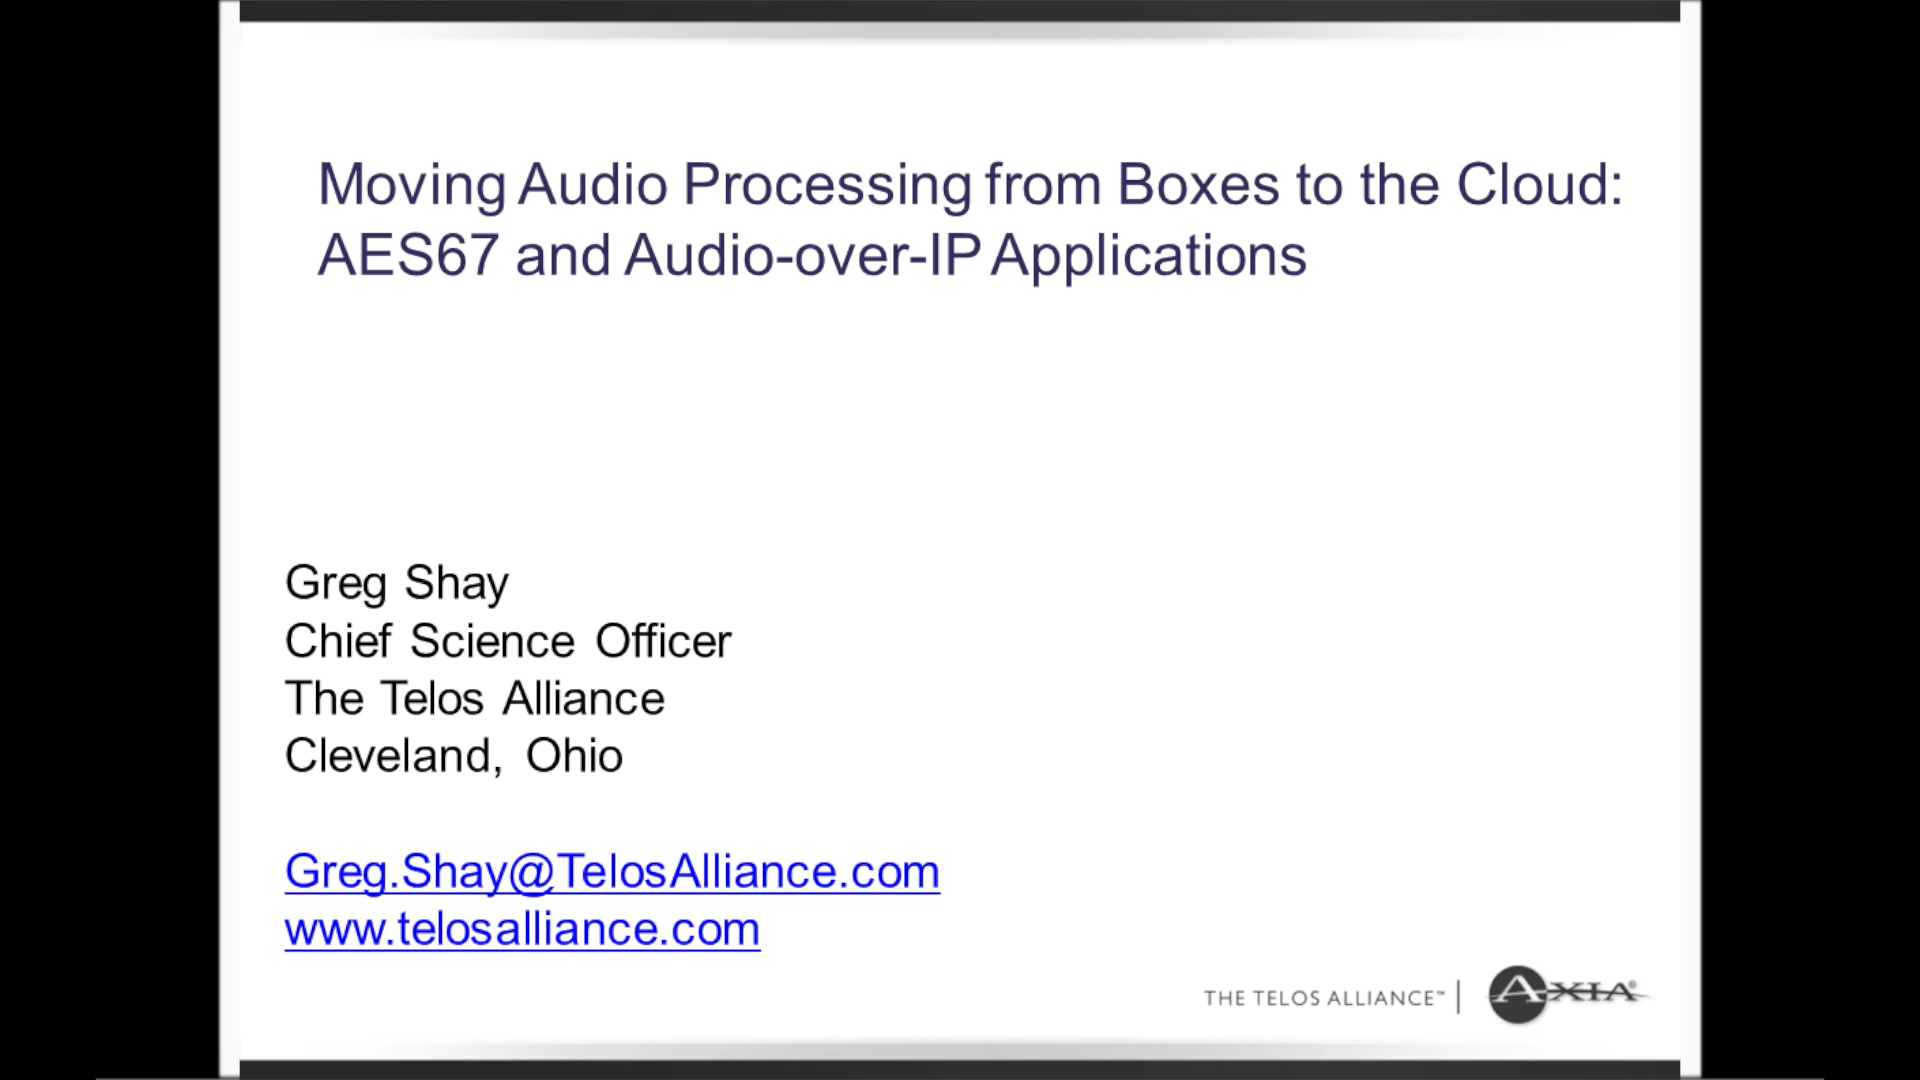 Moving Audio Processing from Boxes to the Cloud:
AES67 and Audio-over-IP Applications
Greg Shay
Chief Science Officer
The Telos Alliance
Cleveland, Ohio
Greg.Shay@TelosAlliance.com
www.telosalliance.com
THE TELOS ALLIANCE™ | AXIA®